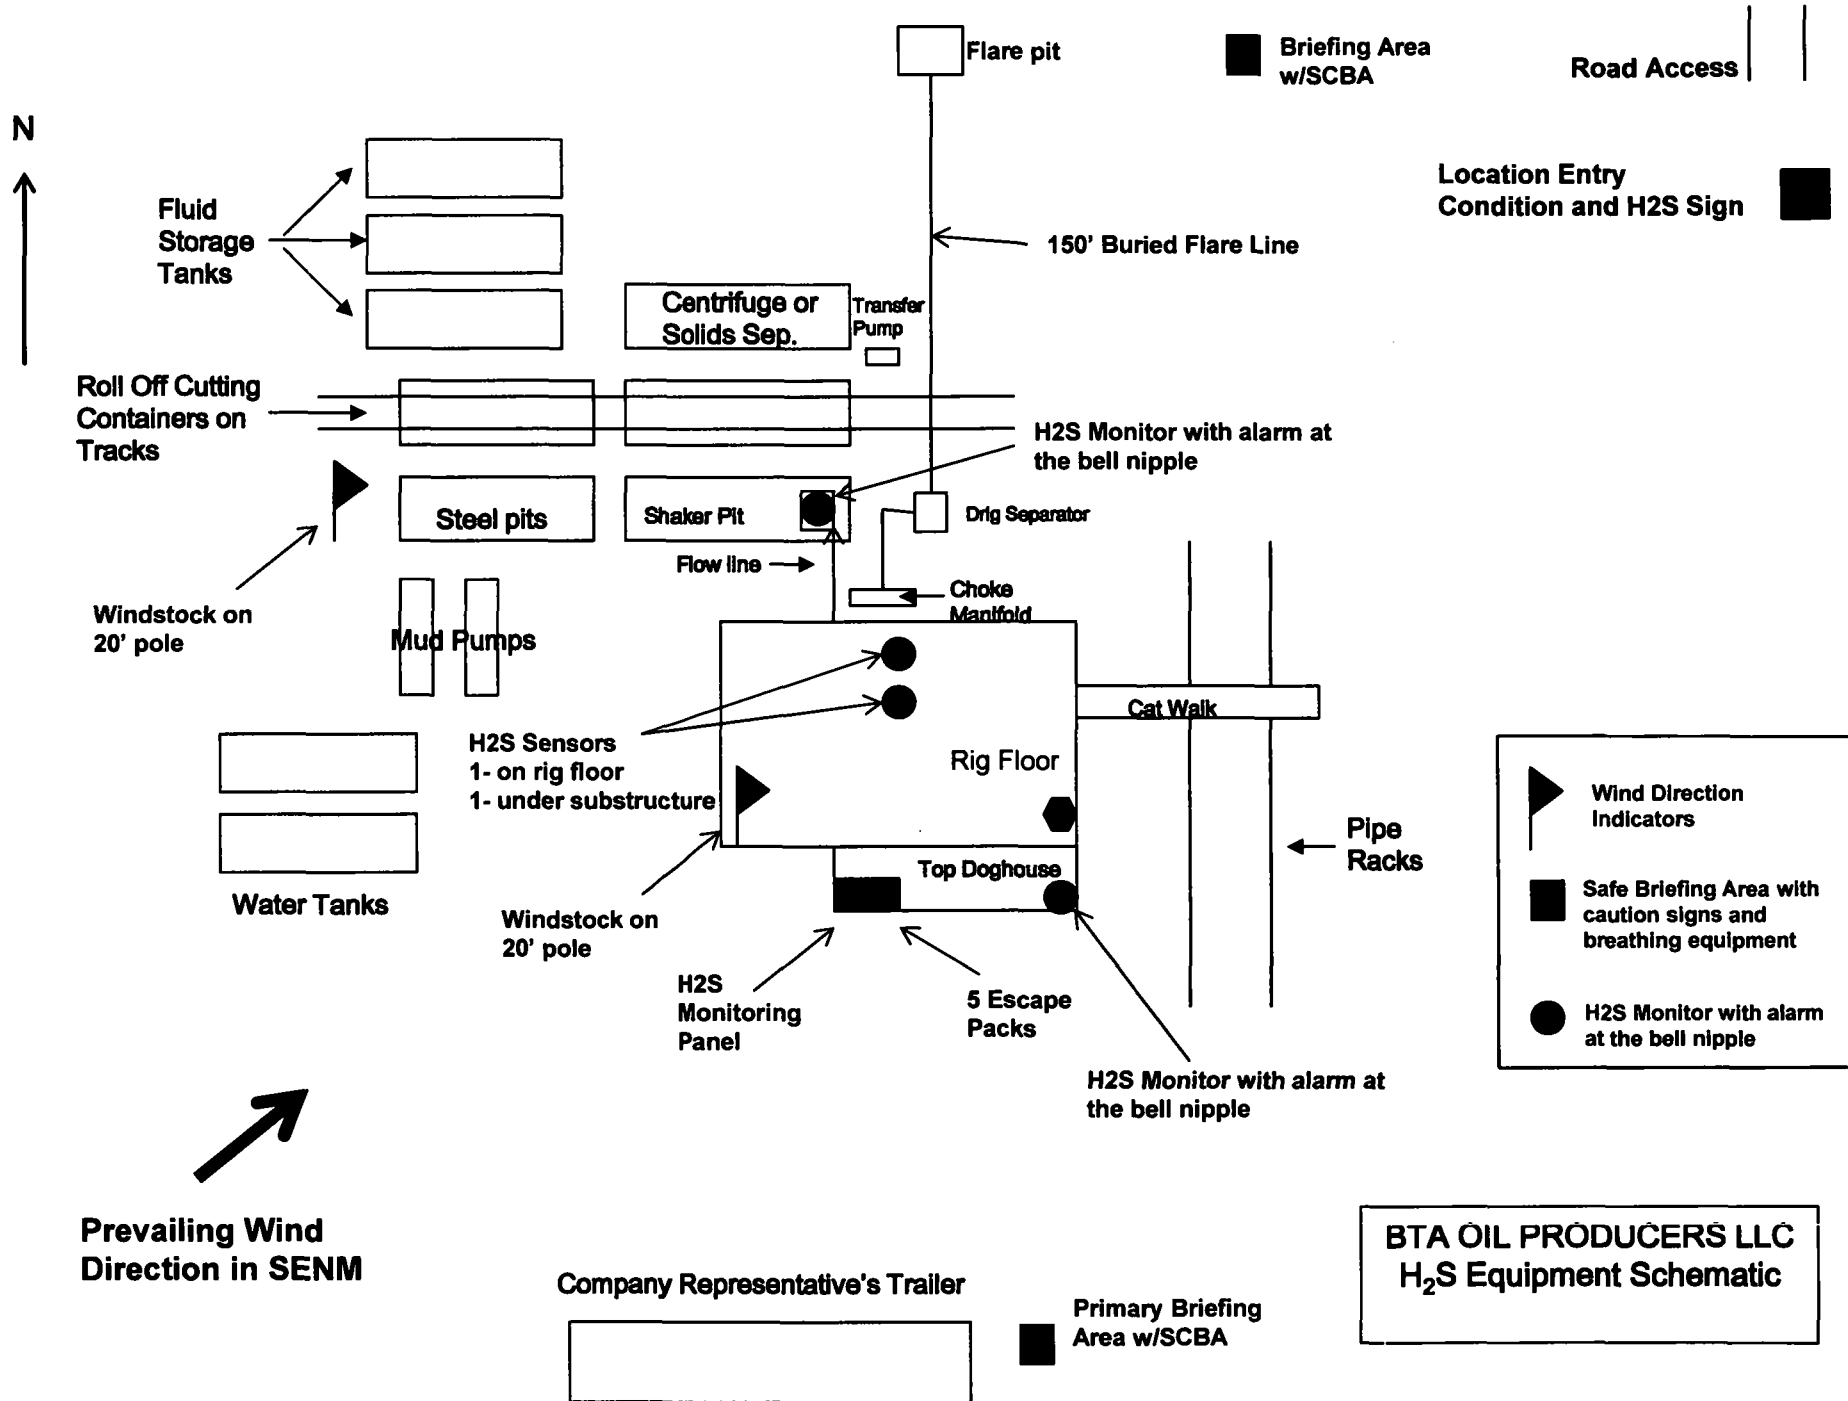 Flare pit
Briefing Area
w/SCBA
Road Access
N
Location Entry
Condition and H2S Sign
Fluid
Storage
Tanks
150' Buried Flare Line
Centrifuge or
Solids Sep.
Transfer
Pump
Roll Off Cutting
Containers on
Tracks
H2S Monitor with alarm at
the bell nipple
Steel pits
Shaker Pit
Drlg Separator
Flow line
Choke
Manifold
Windstock on
20' pole
Mud Pumps
Cat Walk
H2S Sensors
1- on rig floor
1- under substructure
Rig Floor
Wind Direction
Indicators
Pipe
Racks
Top Doghouse
Safe Briefing Area with
caution signs and
breathing equipment
Water Tanks
Windstock on
20' pole
H2S
Monitoring
Panel
5 Escape
Packs
H2S Monitor with alarm
at the bell nipple
H2S Monitor with alarm at
the bell nipple
Prevailing Wind
Direction in SENM
BTA OIL PRODUCERS LLC
H₂S Equipment Schematic
Company Representative's Trailer
Primary Briefing
Area w/SCBA